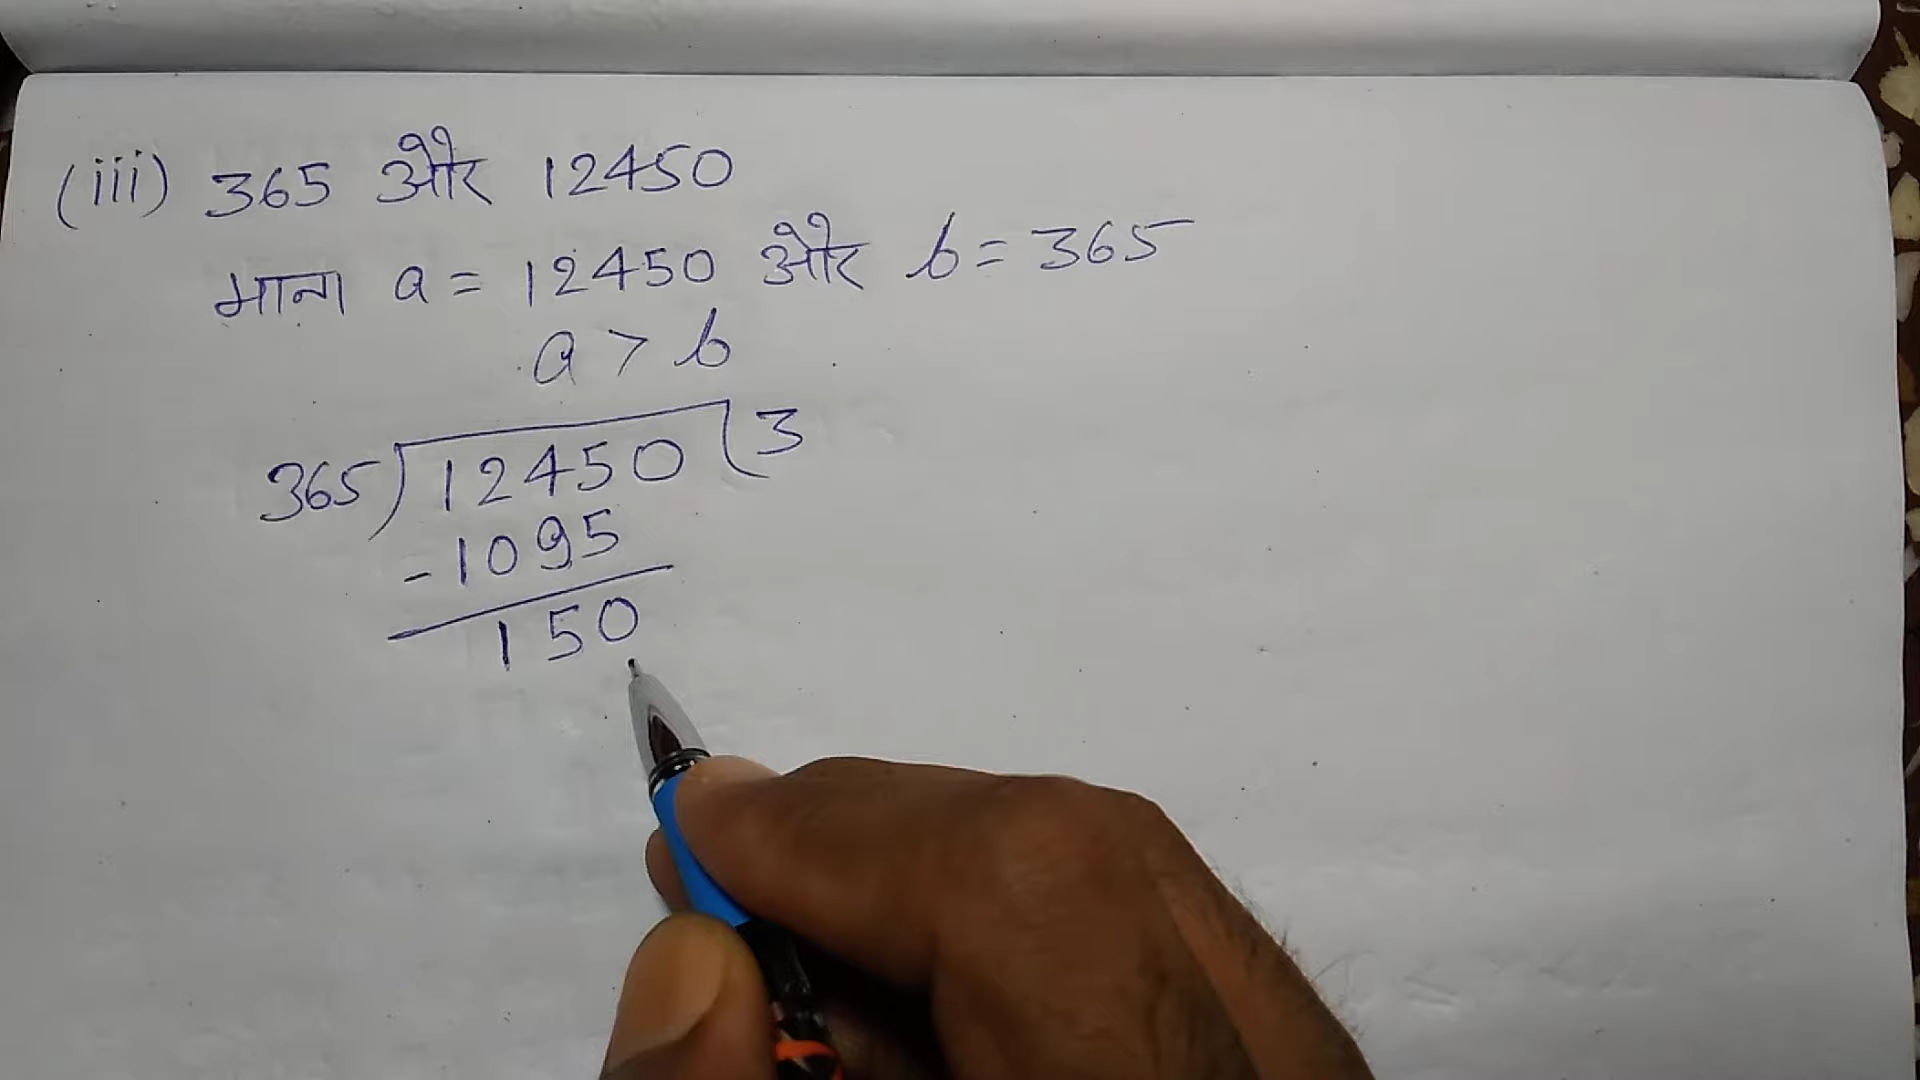 (iii) 365 और 12450
माना a = 12450 और b = 365
a > b
365) 12450 (3
- 1095
150